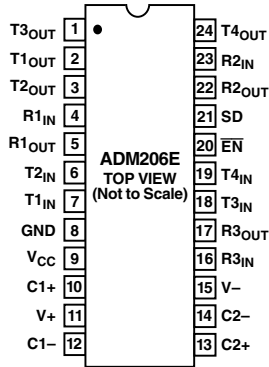 T3OUT 1 24 T4OUT
T1OUT 2 23 R2IN
T2OUT 3 22 R2OUT
R1IN 4 21 SD
R1OUT 5 20 E̅N̅
ADM206E
T2IN 6 19 T4IN
TOP VIEW
(Not to Scale)
T1IN 7 18 T3IN
GND 8 17 R3OUT
VCC 9 16 R3IN
C1+ 10 15 V–
V+ 11 14 C2–
C1– 12 13 C2+